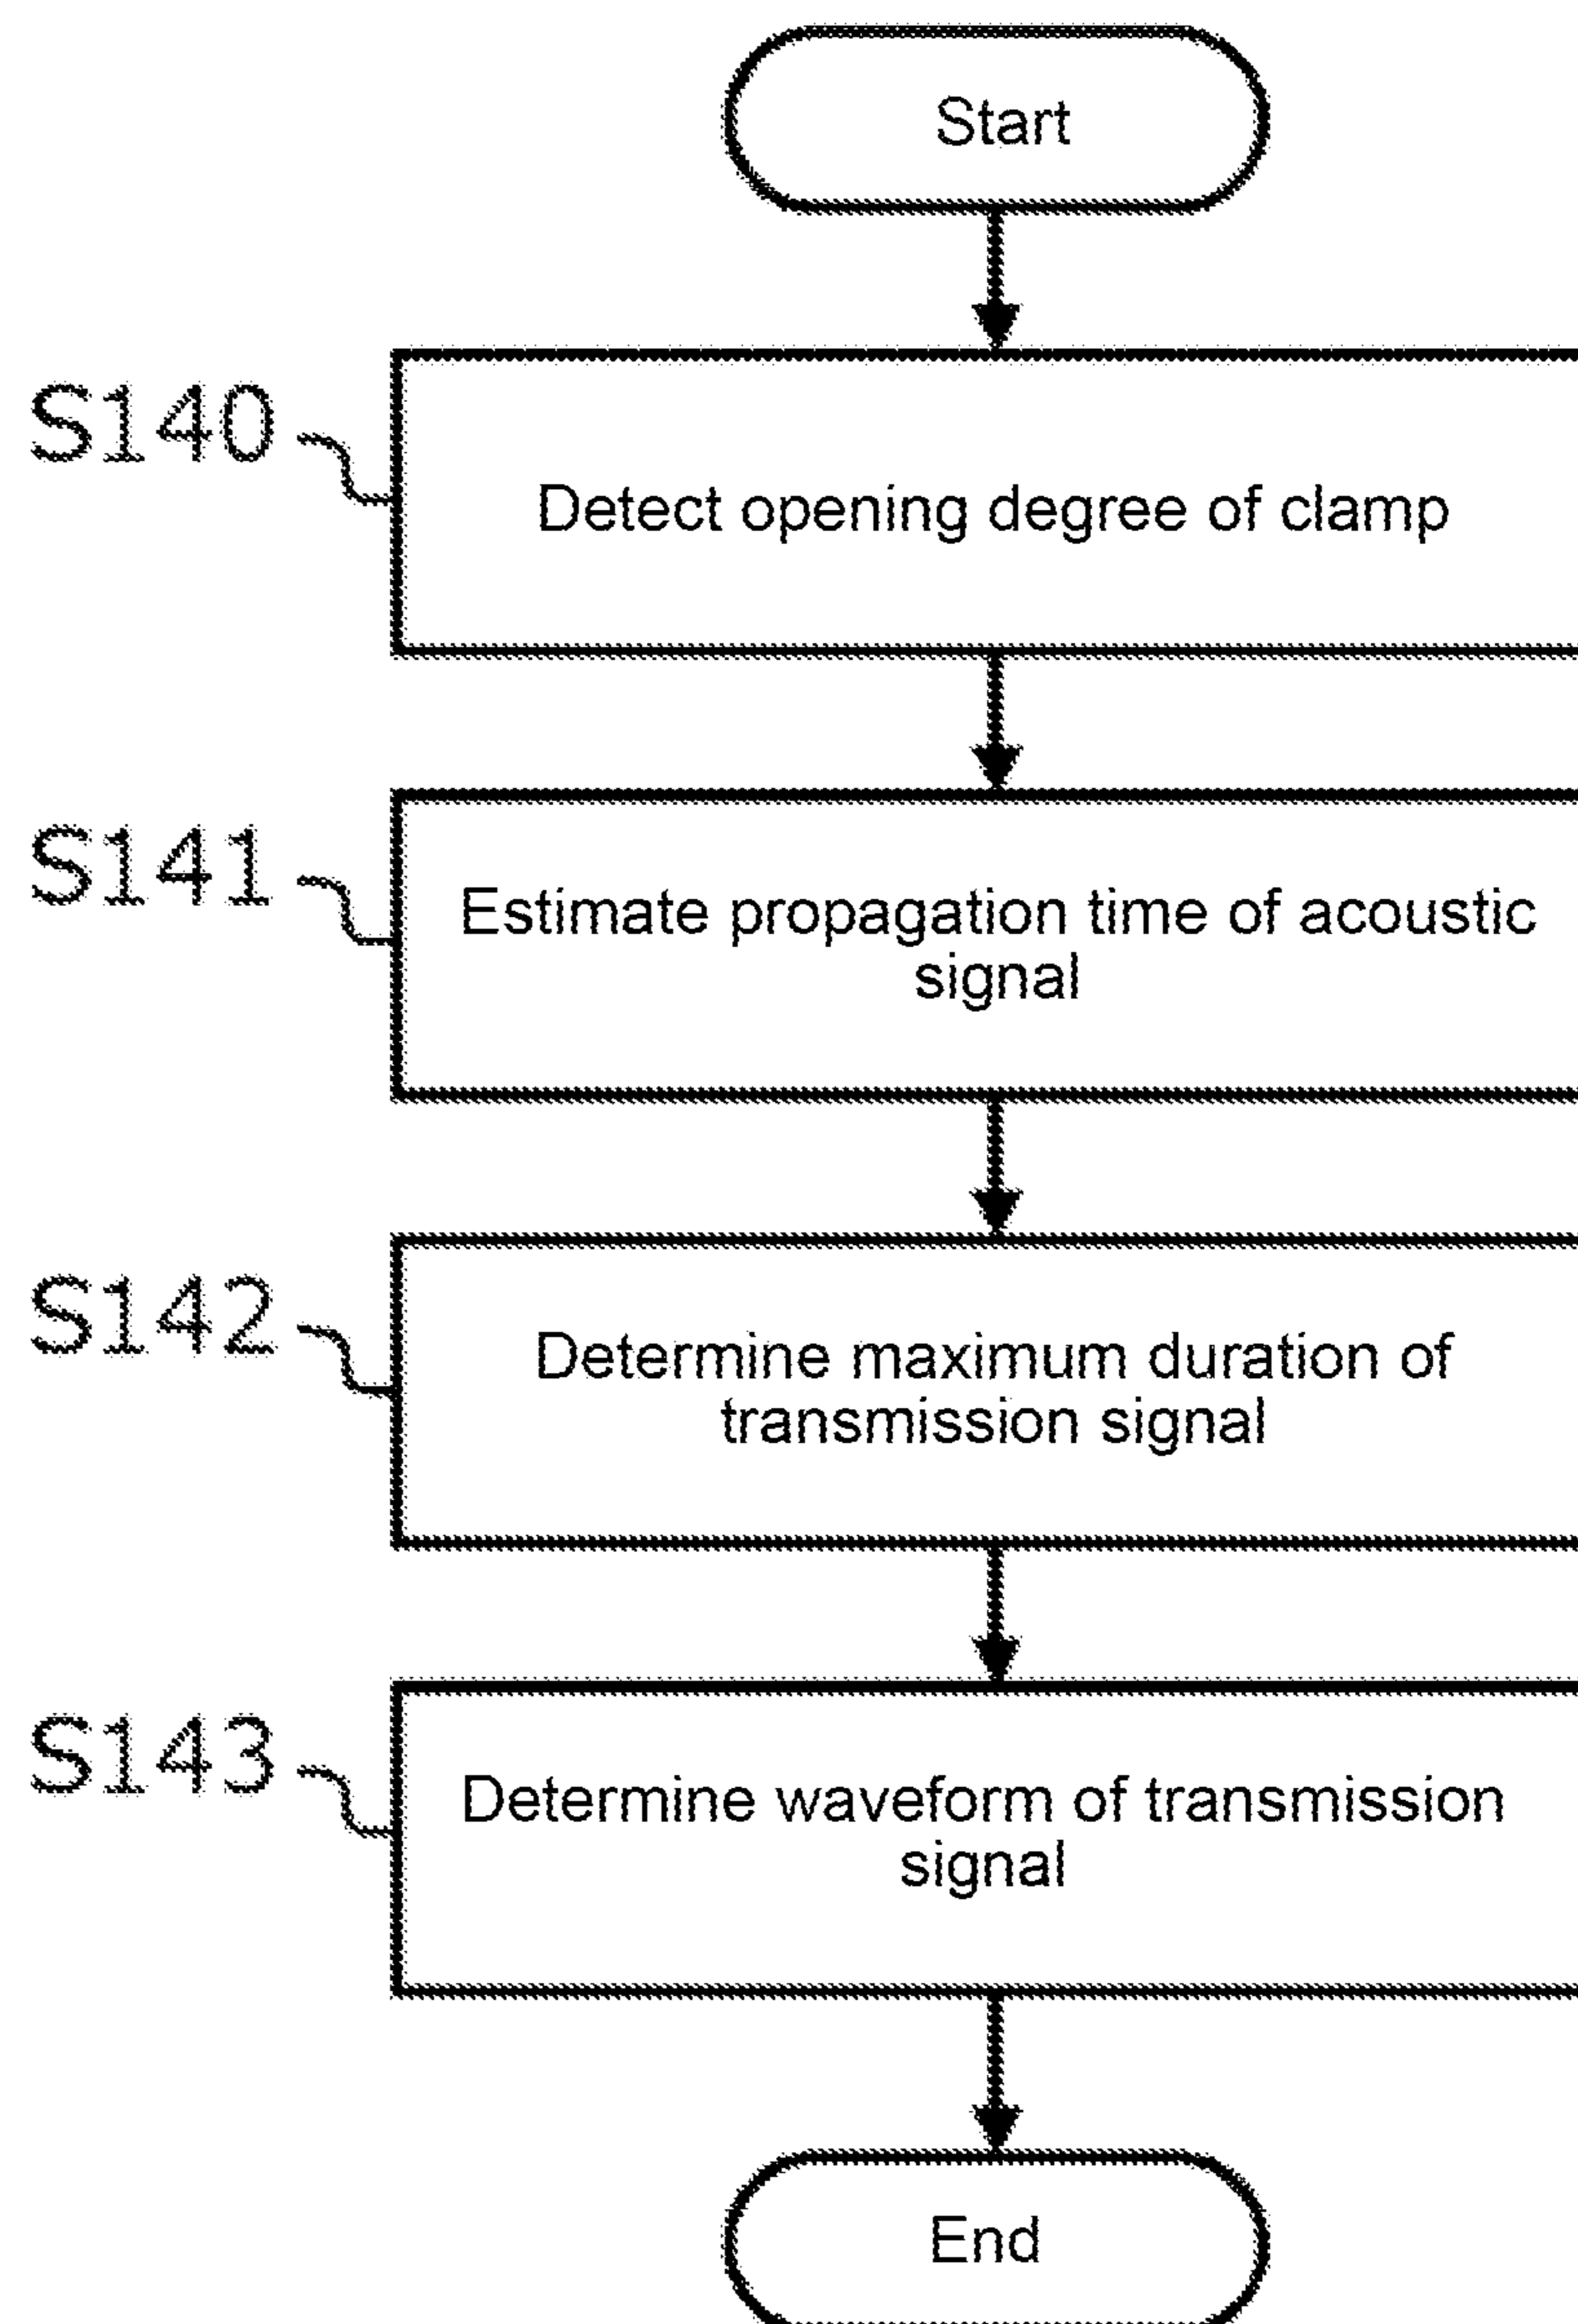 Start
S140
Detect opening degree of clamp
S141
Estimate propagation time of acoustic
signal
S142
Determine maximum duration of
transmission signal
S143
Determine waveform of transmission
signal
End